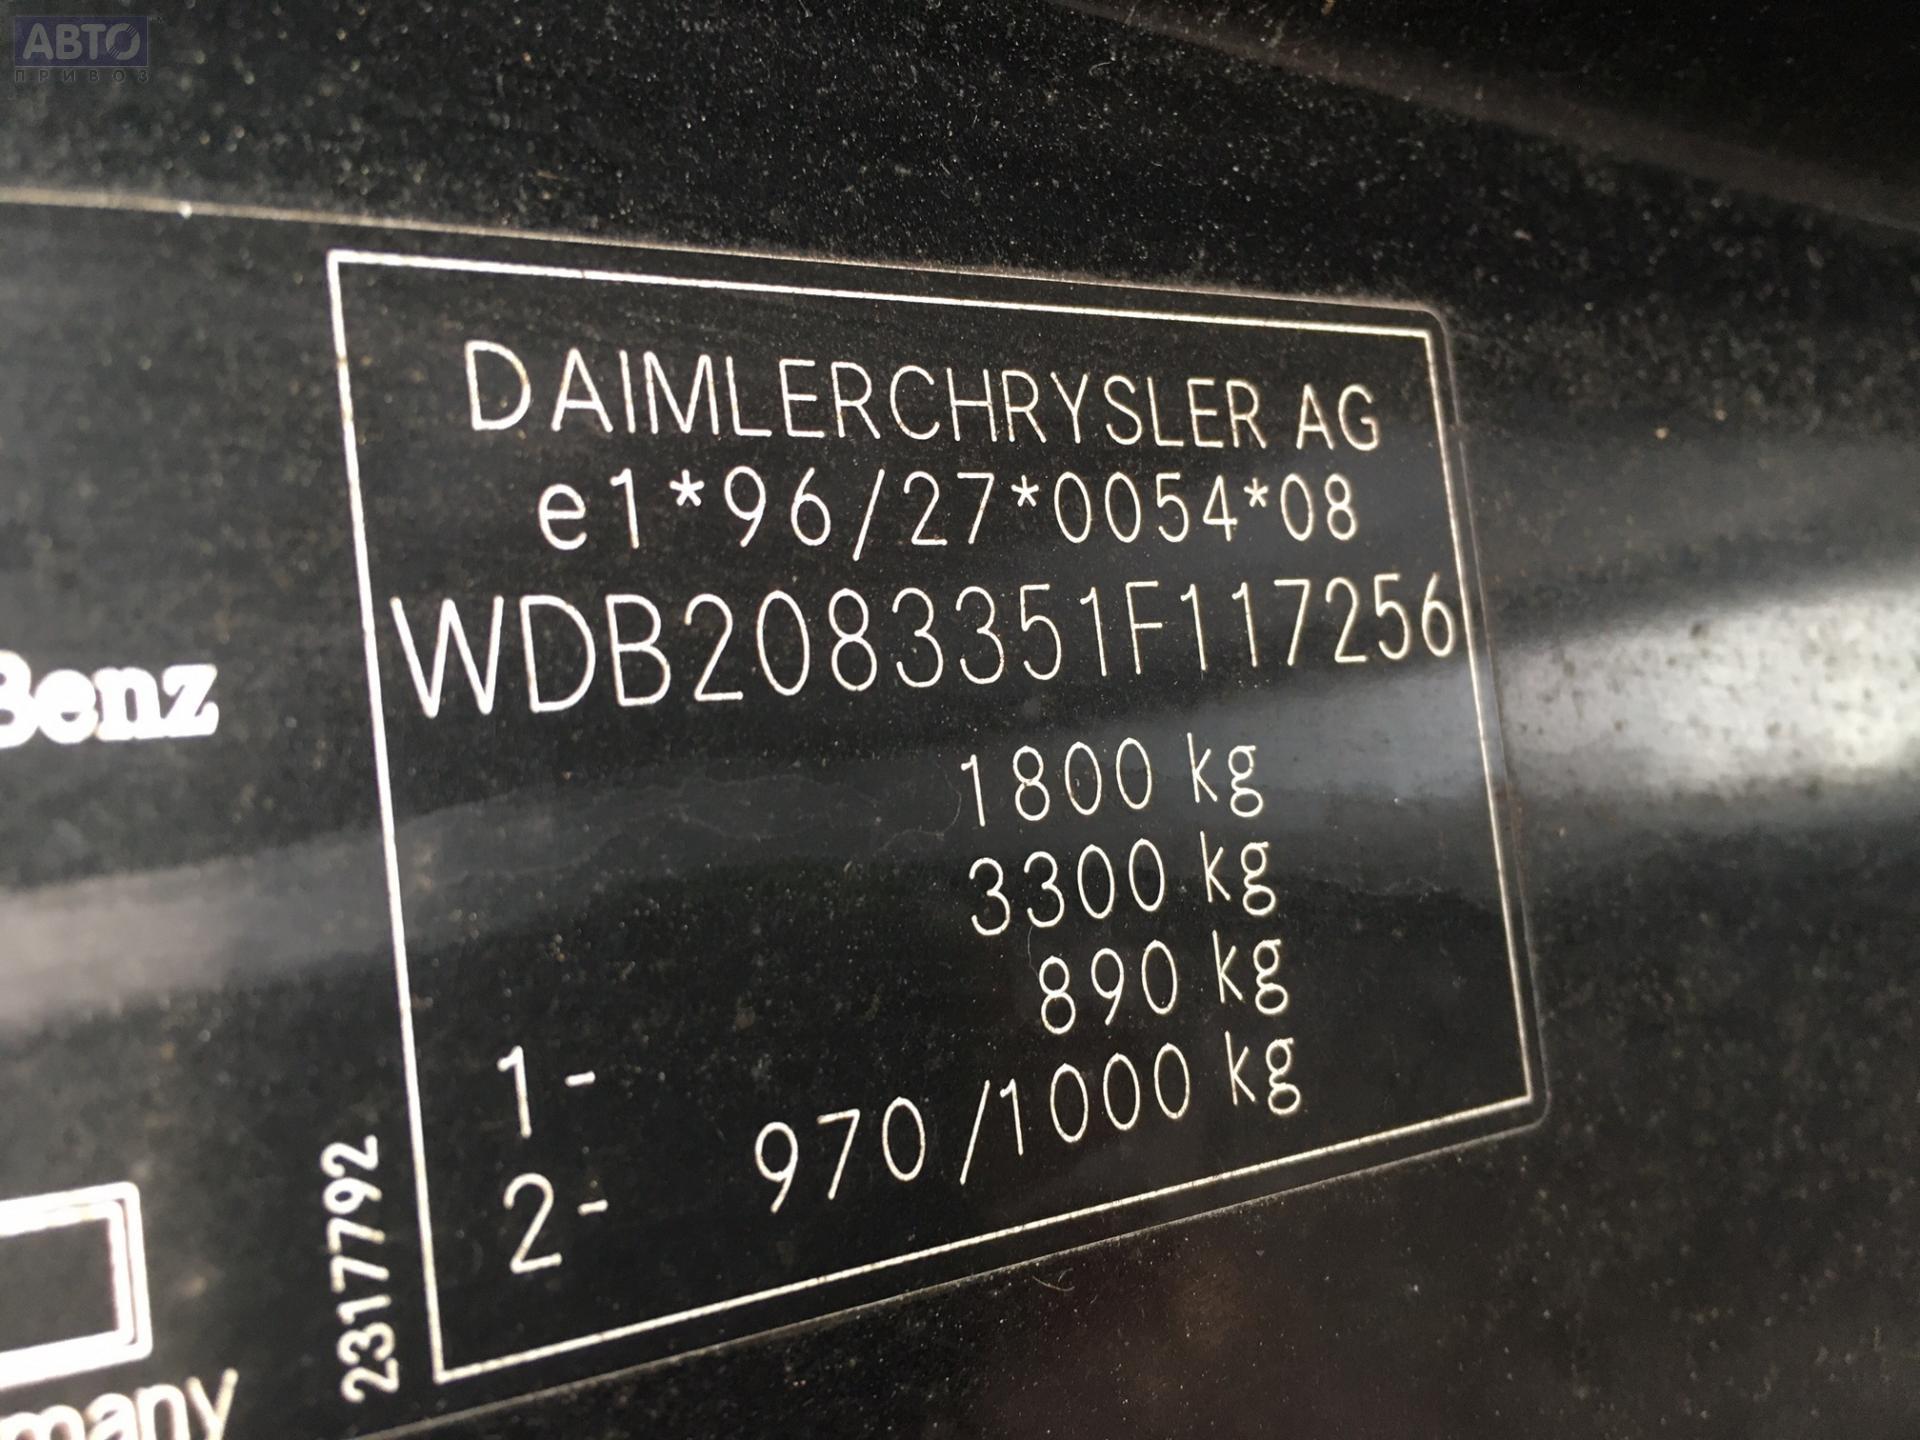 АВТО
ПРИВОЗ
DAIMLERCHRYSLER AG
e1*96/27*0054*08
WDB2083351F117256
Benz
1800 kg
3300 kg
1- 890 kg
2- 970/1000 kg
2317792
many